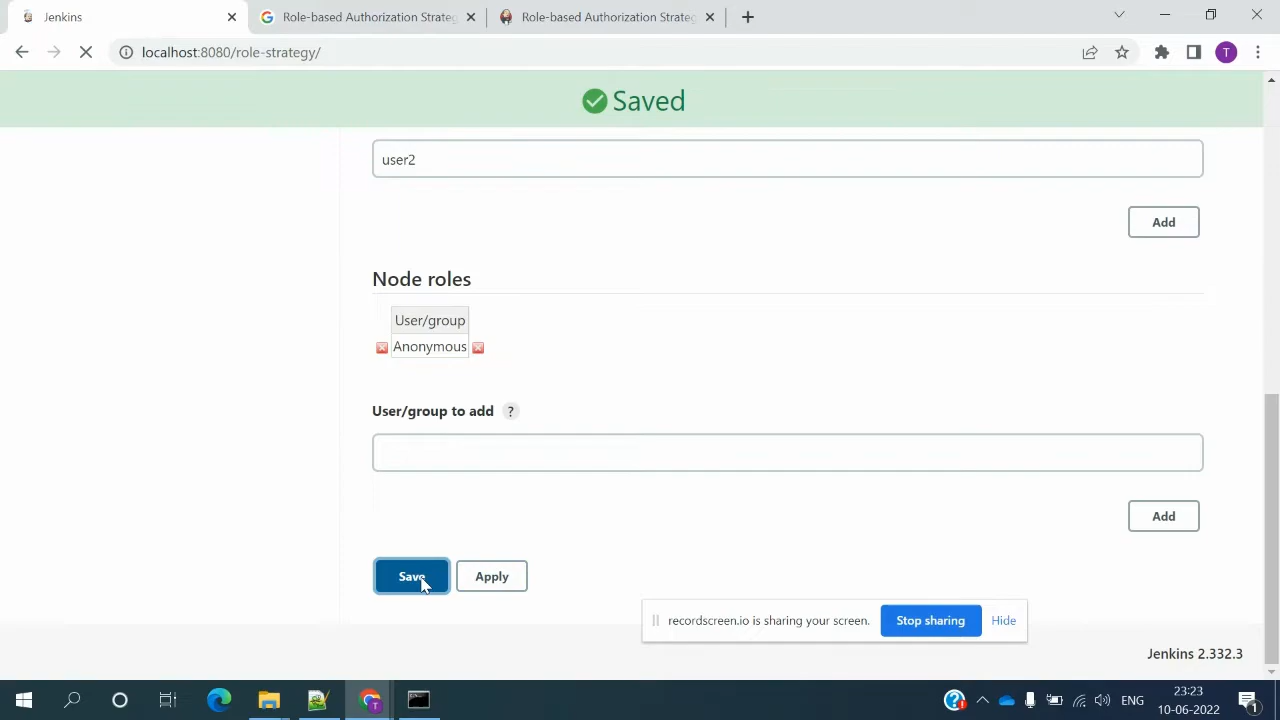 Jenkins
Role-based Authorization Strateg
Role-based Authorization Strateg
localhost:8080/role-strategy/
T
Saved
user2
Add
Node roles
User/group
Anonymous
User/group to add ?
Add
Save Apply
recordscreen.io is sharing your screen. Stop sharing Hide
Jenkins 2.332.3
ENG
23:23
10-06-2022
1